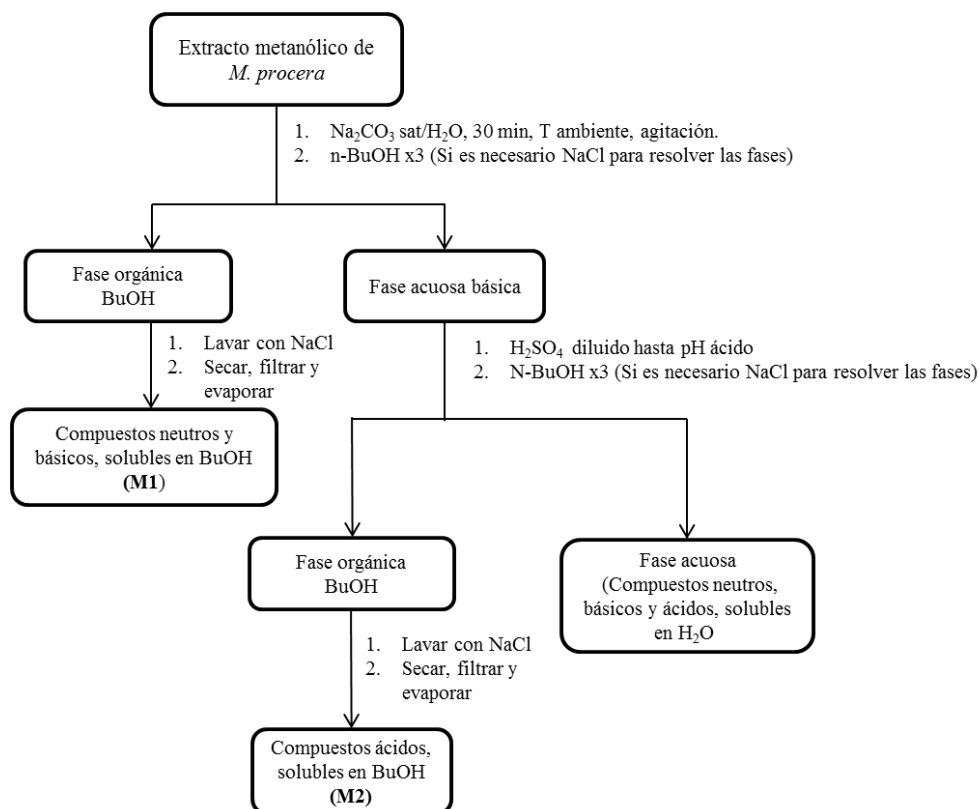 Extracto metanólico de
M. procera
1. Na₂CO₃ sat/H₂O, 30 min, T ambiente, agitación.
2. n-BuOH x3 (Si es necesario NaCl para resolver las fases)
Fase orgánica
BuOH
Fase acuosa básica
1. Lavar con NaCl
2. Secar, filtrar y
evaporar
1. H₂SO₄ diluido hasta pH ácido
2. N-BuOH x3 (Si es necesario NaCl para resolver las fases)
Compuestos neutros y
básicos, solubles en BuOH
(M1)
Fase orgánica
BuOH
Fase acuosa
(Compuestos neutros,
básicos y ácidos, solubles
en H₂O
1. Lavar con NaCl
2. Secar, filtrar y
evaporar
Compuestos ácidos,
solubles en BuOH
(M2)